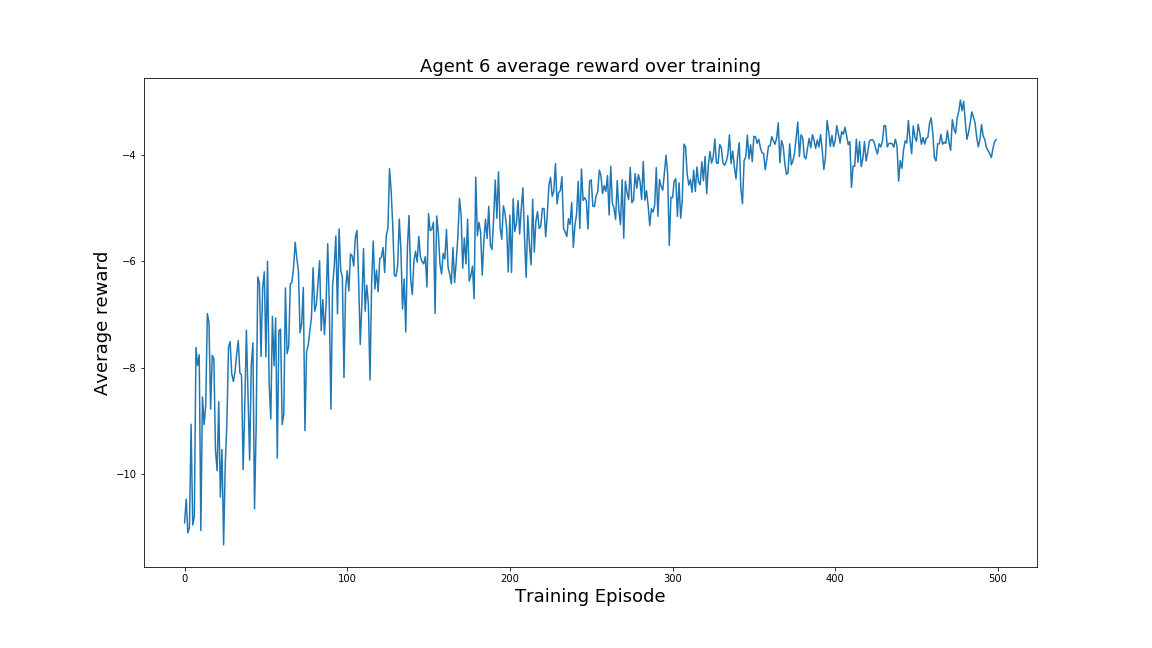 Agent 6 average reward over training
Average reward
−4
−6
−8
−10
0 100 200 300 400 500
Training Episode